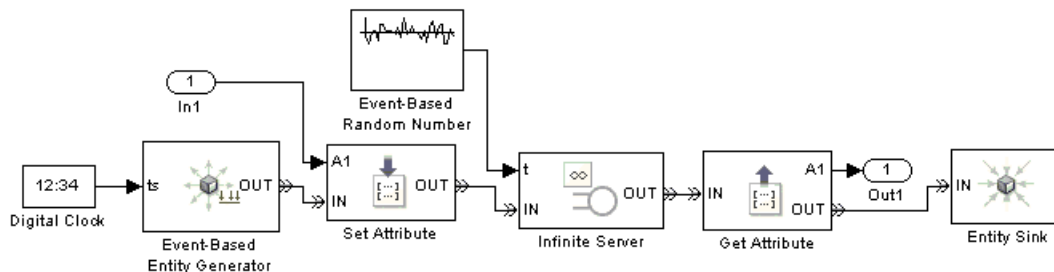 1
In1
Event-Based
Random Number
12:34
Digital Clock
ts
OUT
Event-Based
Entity Generator
A1
IN
OUT
Set Attribute
t
IN
∞
OUT
Infinite Server
IN
A1
OUT
Get Attribute
1
Out1
IN
Entity Sink